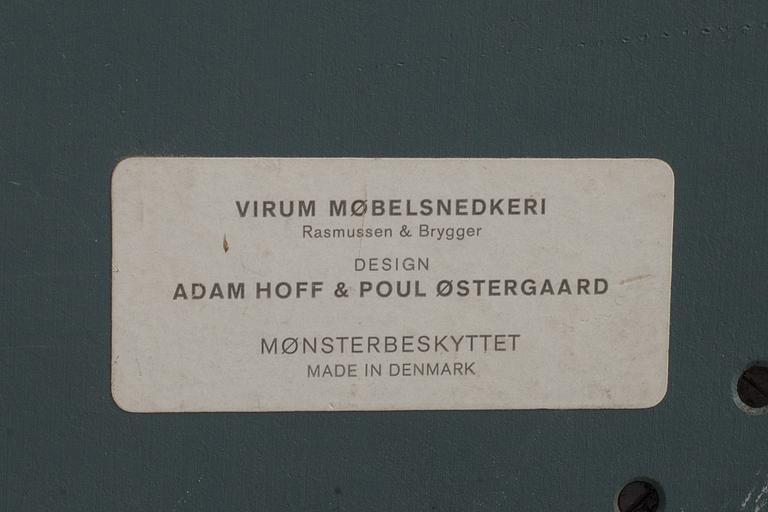 VIRUM MØBELSNEDKERI
Rasmussen & Brygger
DESIGN
ADAM HOFF & POUL ØSTERGAARD
MØNSTERBESKYTTET
MADE IN DENMARK